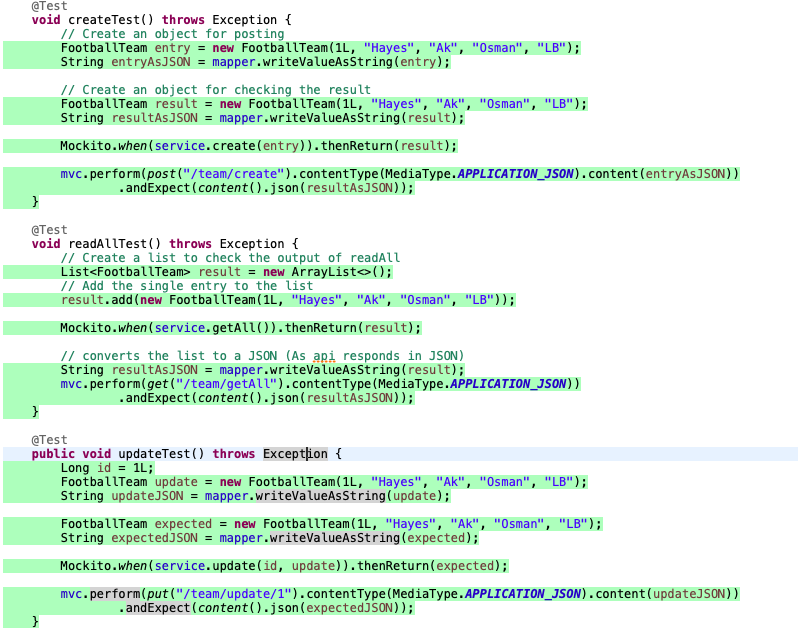 @Test
void createTest() throws Exception {
// Create an object for posting
FootballTeam entry = new FootballTeam(1L, "Hayes", "Ak", "Osman", "LB");
String entryAsJSON = mapper.writeValueAsString(entry);
// Create an object for checking the result
FootballTeam result = new FootballTeam(1L, "Hayes", "Ak", "Osman", "LB");
String resultAsJSON = mapper.writeValueAsString(result);
Mockito.when(service.create(entry)).thenReturn(result);
mvc.perform(post("/team/create").contentType(MediaType.APPLICATION_JSON).content(entryAsJSON))
.andExpect(content().json(resultAsJSON));
}
@Test
void readAllTest() throws Exception {
// Create a list to check the output of readAll
List<FootballTeam> result = new ArrayList<>();
// Add the single entry to the list
result.add(new FootballTeam(1L, "Hayes", "Ak", "Osman", "LB"));
Mockito.when(service.getAll()).thenReturn(result);
// converts the list to a JSON (As api responds in JSON)
String resultAsJSON = mapper.writeValueAsString(result);
mvc.perform(get("/team/getAll").contentType(MediaType.APPLICATION_JSON))
.andExpect(content().json(resultAsJSON));
}
@Test
public void updateTest() throws Exception {
Long id = 1L;
FootballTeam update = new FootballTeam(1L, "Hayes", "Ak", "Osman", "LB");
String updateJSON = mapper.writeValueAsString(update);
FootballTeam expected = new FootballTeam(1L, "Hayes", "Ak", "Osman", "LB");
String expectedJSON = mapper.writeValueAsString(expected);
Mockito.when(service.update(id, update)).thenReturn(expected);
mvc.perform(put("/team/update/1").contentType(MediaType.APPLICATION_JSON).content(updateJSON))
.andExpect(content().json(expectedJSON));
}